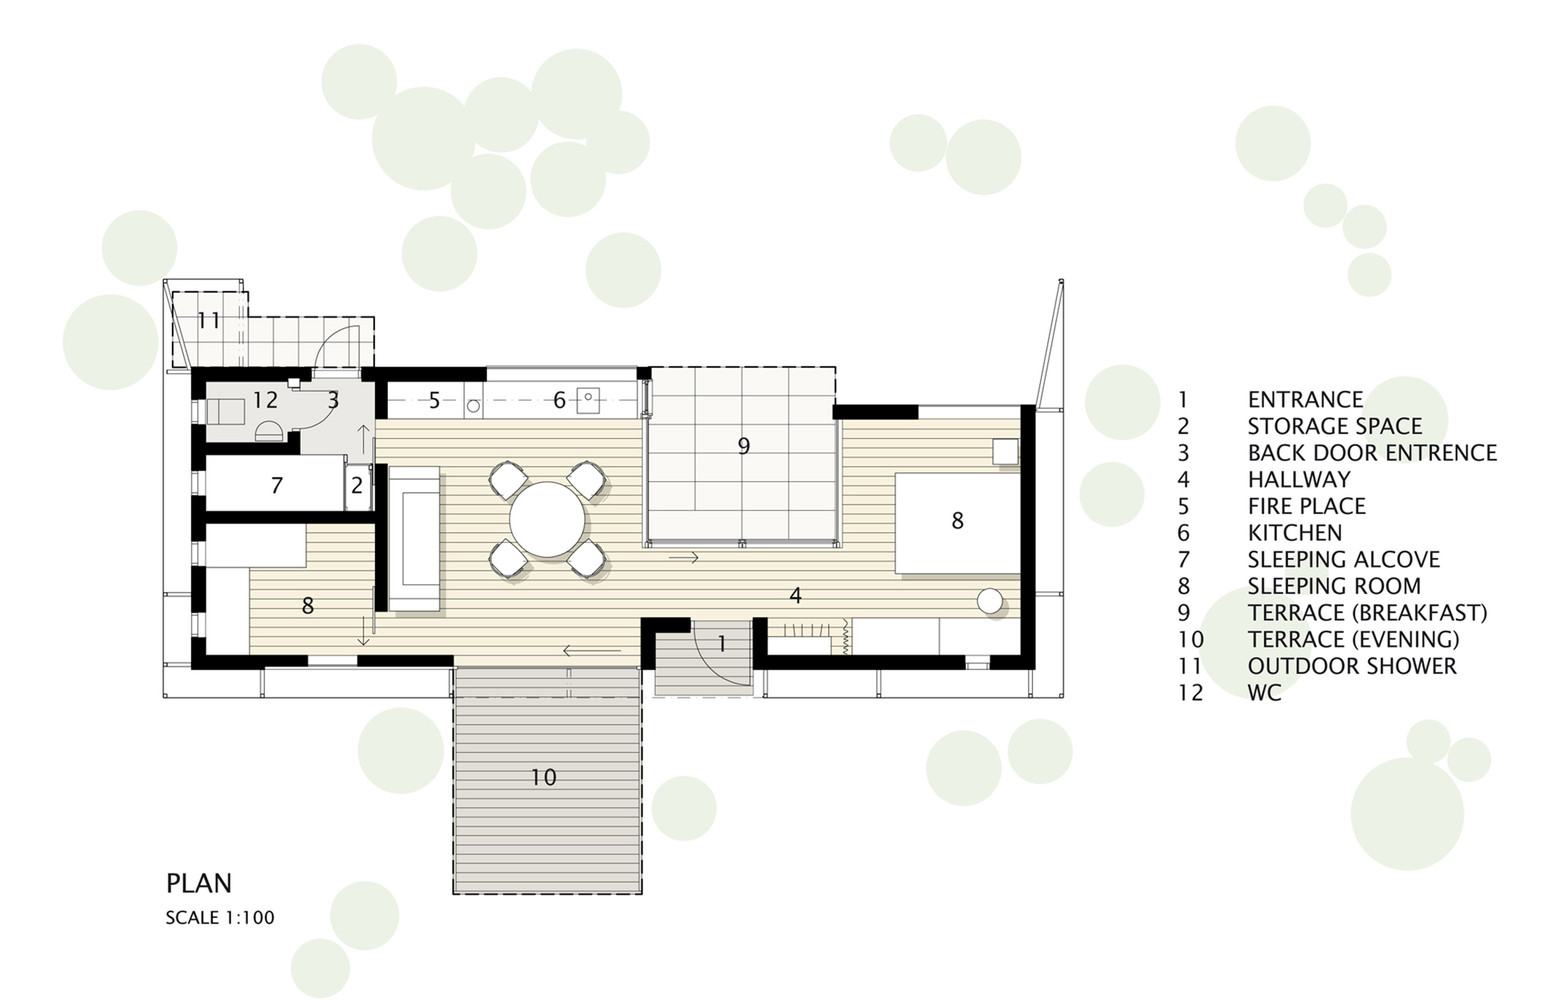 11
12
3
5
6
9
7
2
8
8
4
1
10
1 ENTRANCE
2 STORAGE SPACE
3 BACK DOOR ENTRENCE
4 HALLWAY
5 FIRE PLACE
6 KITCHEN
7 SLEEPING ALCOVE
8 SLEEPING ROOM
9 TERRACE (BREAKFAST)
10 TERRACE (EVENING)
11 OUTDOOR SHOWER
12 WC
PLAN
SCALE 1:100